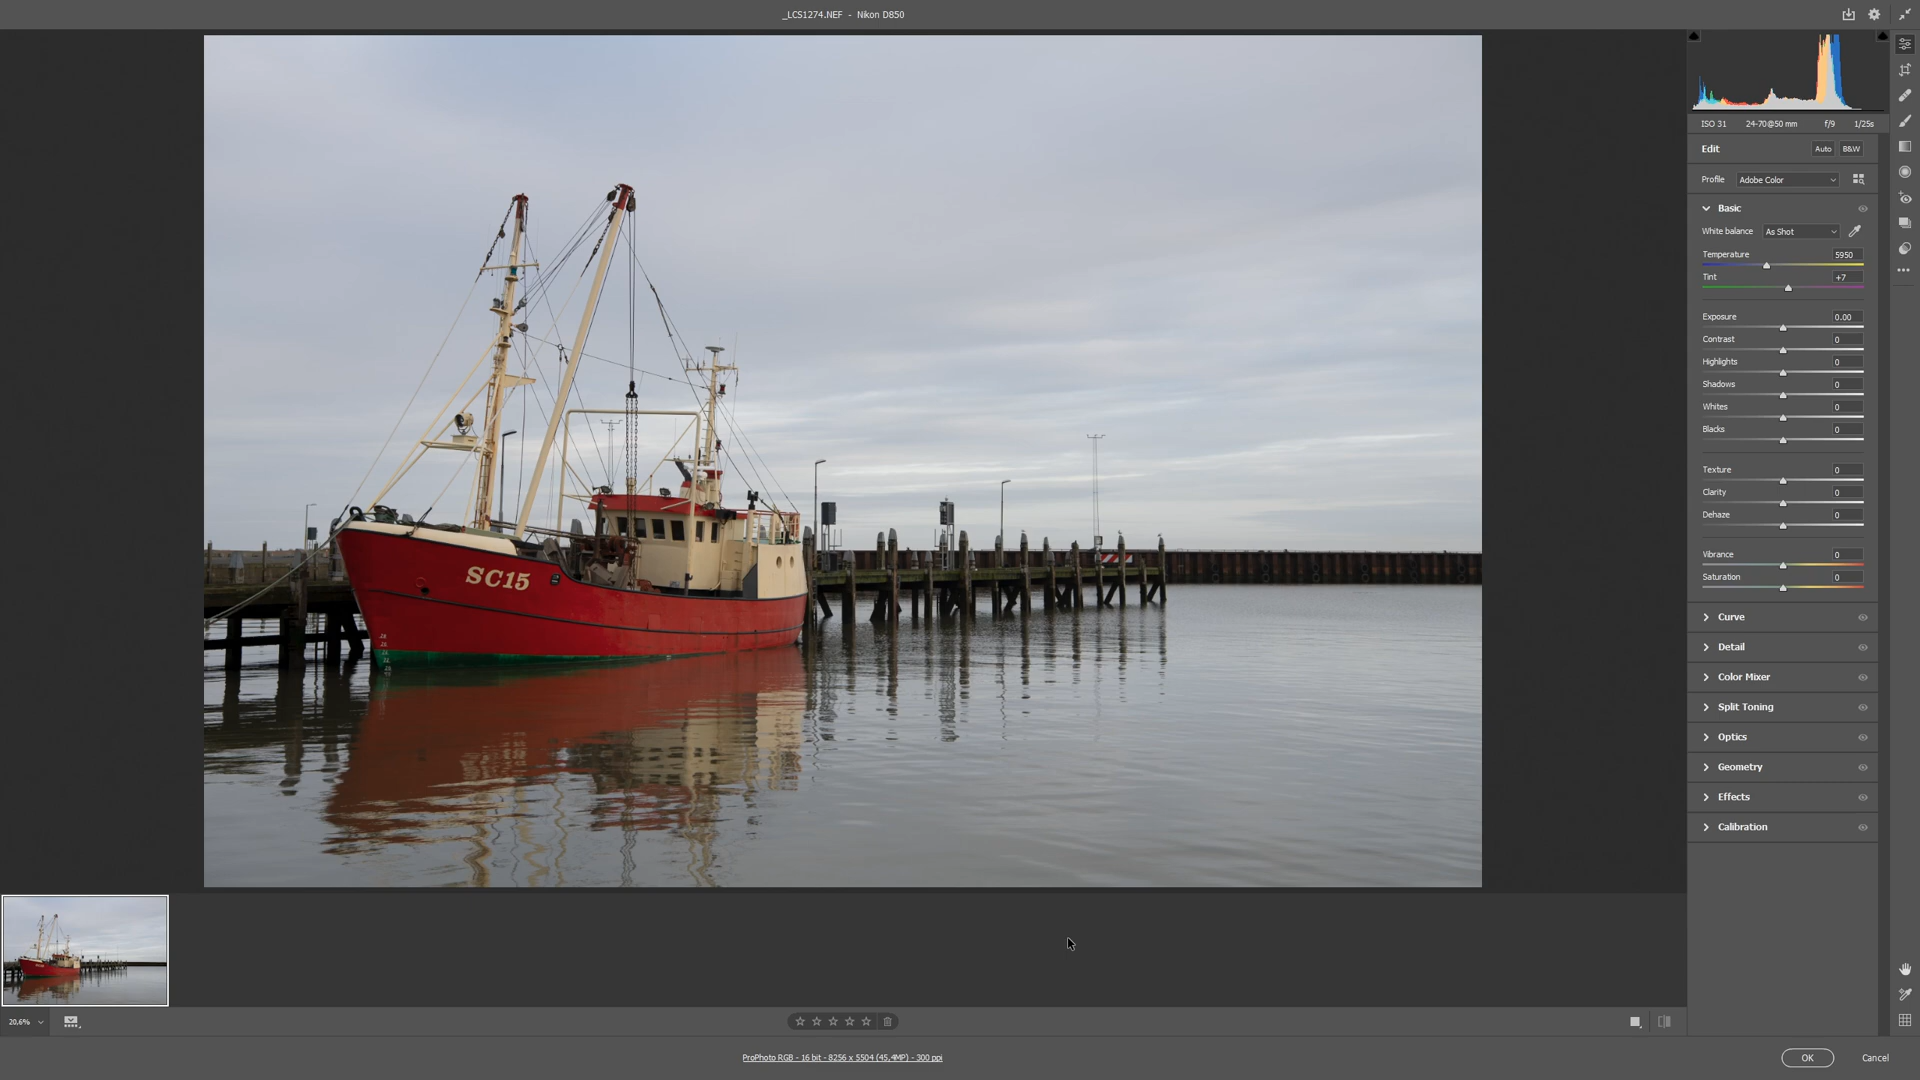 _LCS1274.NEF - Nikon D850
ISO 31 24-70@50 mm f/9 1/25s
Edit Auto B&W
Profile Adobe Color
Basic
White balance As Shot
Temperature 5950
Tint +7
Exposure 0.00
Contrast 0
Highlights 0
Shadows 0
Whites 0
Blacks 0
Texture 0
Clarity 0
Dehaze 0
Vibrance 0
Saturation 0
Curve
Detail
Color Mixer
Split Toning
Optics
Geometry
Effects
Calibration
SC15
20,6%
ProPhoto RGB - 16 bit - 8256 x 5504 (45,4MP) - 300 ppi
OK Cancel